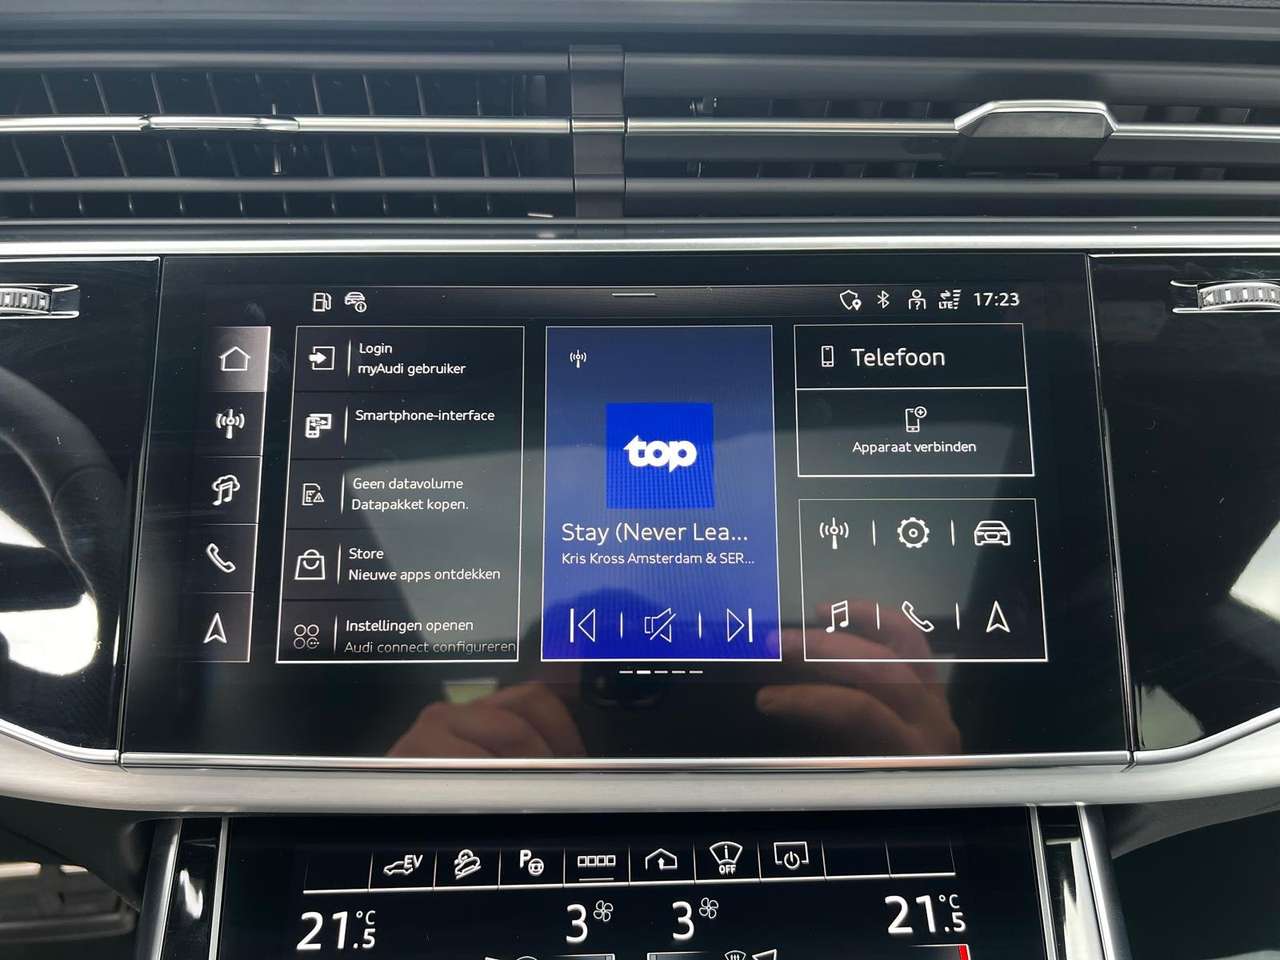 LTE 17:23
Login
myAudi gebruiker
Smartphone-interface
Geen datavolume
Datapakket kopen.
Store
Nieuwe apps ontdekken
Instellingen openen
Audi connect configureren
top
Stay (Never Lea...
Kris Kross Amsterdam & SER...
Telefoon
Apparaat verbinden
EV
P
OFF
21.5 °C
3
3
21.5 °C